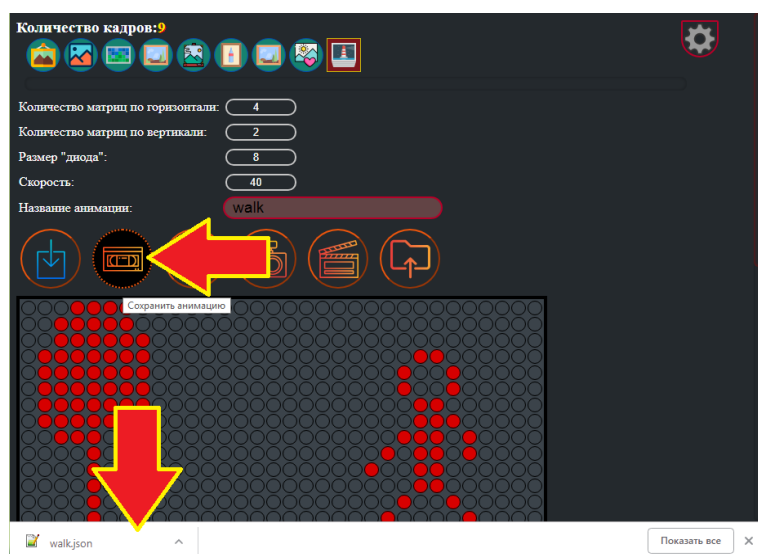 Количество кадров:9
Количество матриц по горизонтали: 4
Количество матриц по вертикали: 2
Размер "диода": 8
Скорость: 40
Название анимации: walk
Сохранить анимацию
walk.json
Показать все